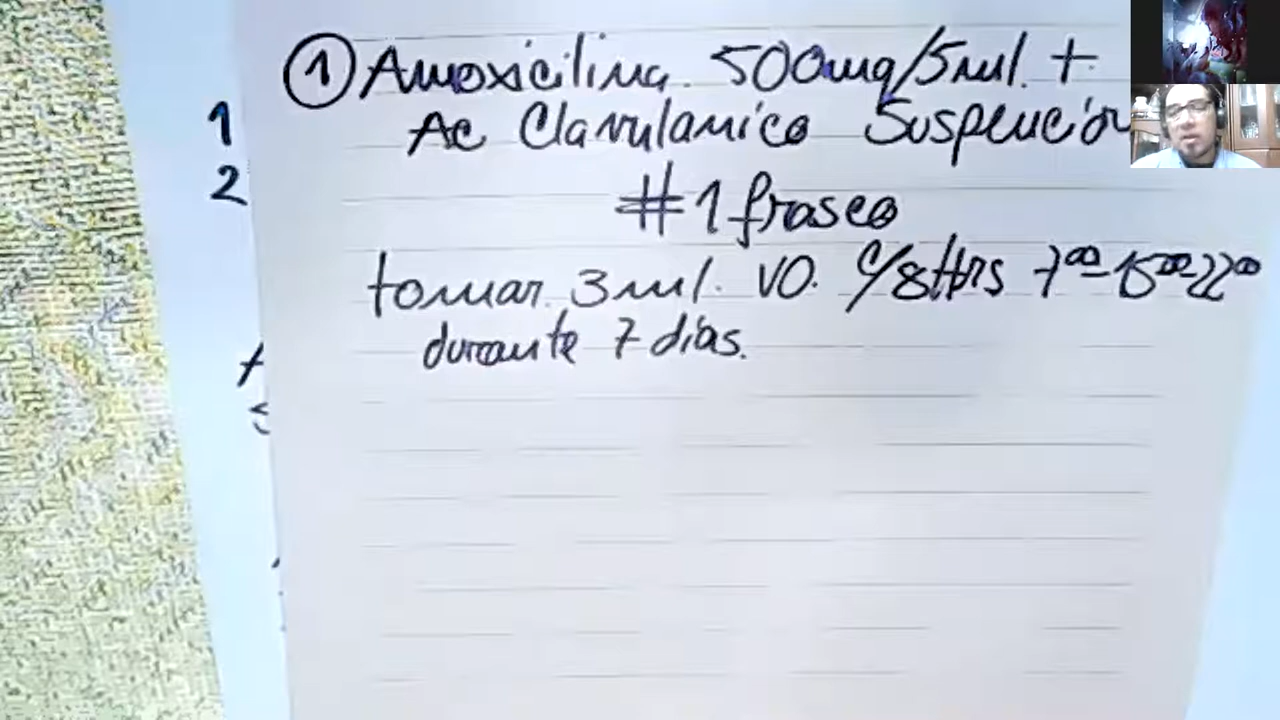 ① Amoxicilina 500mg/5ml. +
Ac Clavulanico Suspención
#1 frasco
tomar 3ml. VO. c/8Hrs 7⁰⁰-15⁰⁰-22⁰⁰
durante 7 días.
1
2